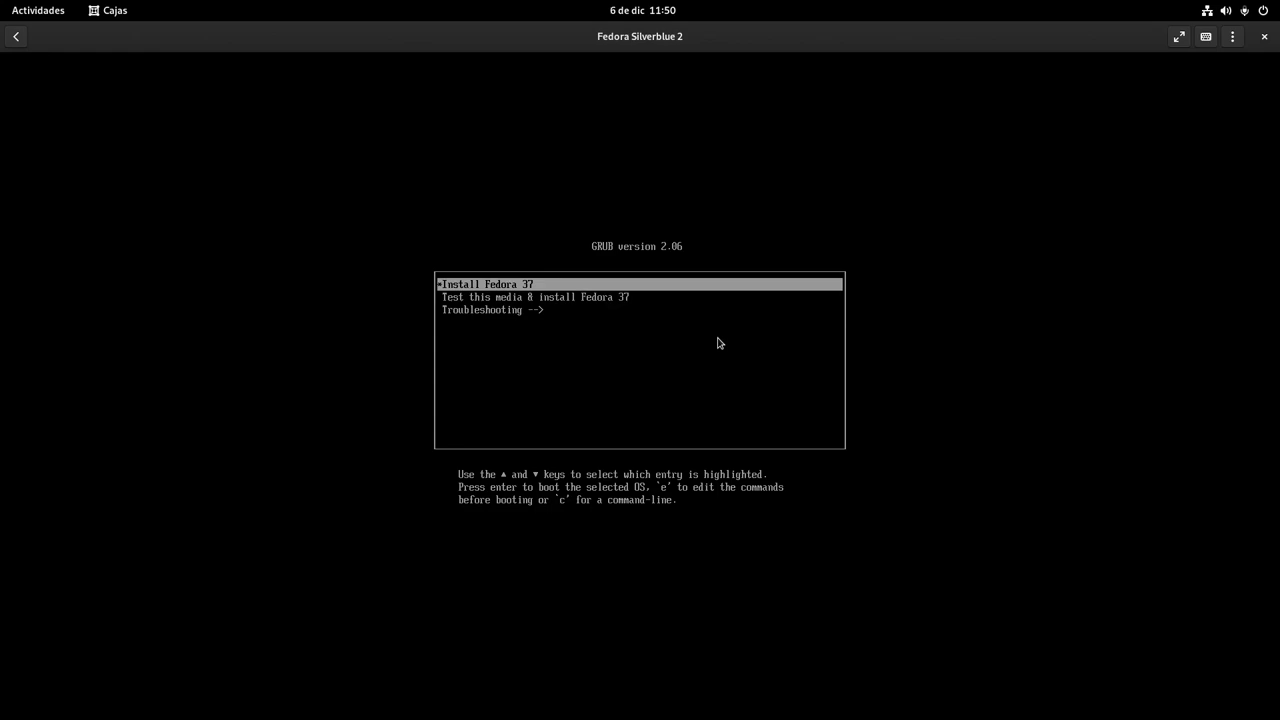 Actividades Cajas 6 de dic 11:50
Fedora Silverblue 2
GRUB version 2.06
*Install Fedora 37
Test this media & install Fedora 37
Troubleshooting -->
Use the ▲ and ▼ keys to select which entry is highlighted.
Press enter to boot the selected OS, `e' to edit the commands
before booting or `c' for a command-line.